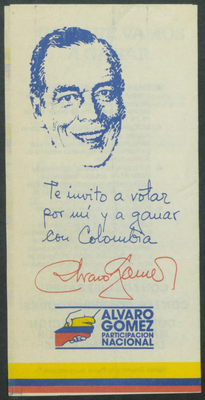 Te invito a votar
por mí y a ganar
con Colombia
Alvaro Gomez
ALVARO
GOMEZ
PARTICIPACION
NACIONAL